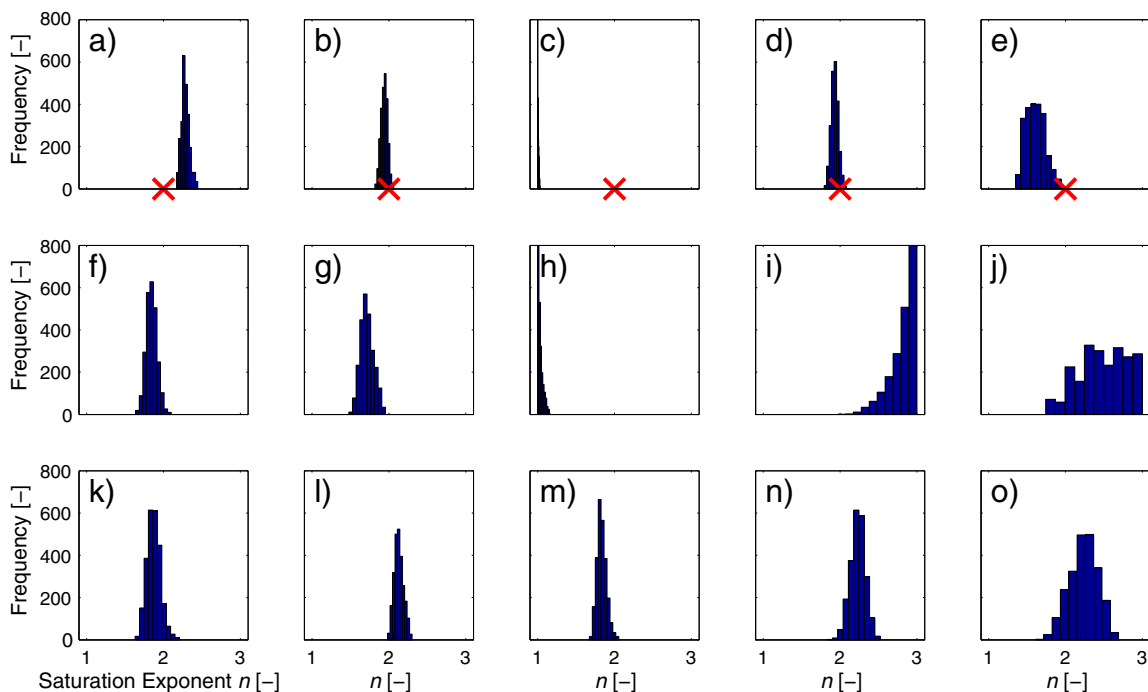 a) b) c) d) e)
Frequency [–]
800
600
400
200
0
f) g) h) i) j)
Frequency [–]
800
600
400
200
0
k) l) m) n) o)
Frequency [–]
800
600
400
200
0
1 2 3 1 2 3 1 2 3 1 2 3 1 2 3
Saturation Exponent n [–] n [–] n [–] n [–] n [–]